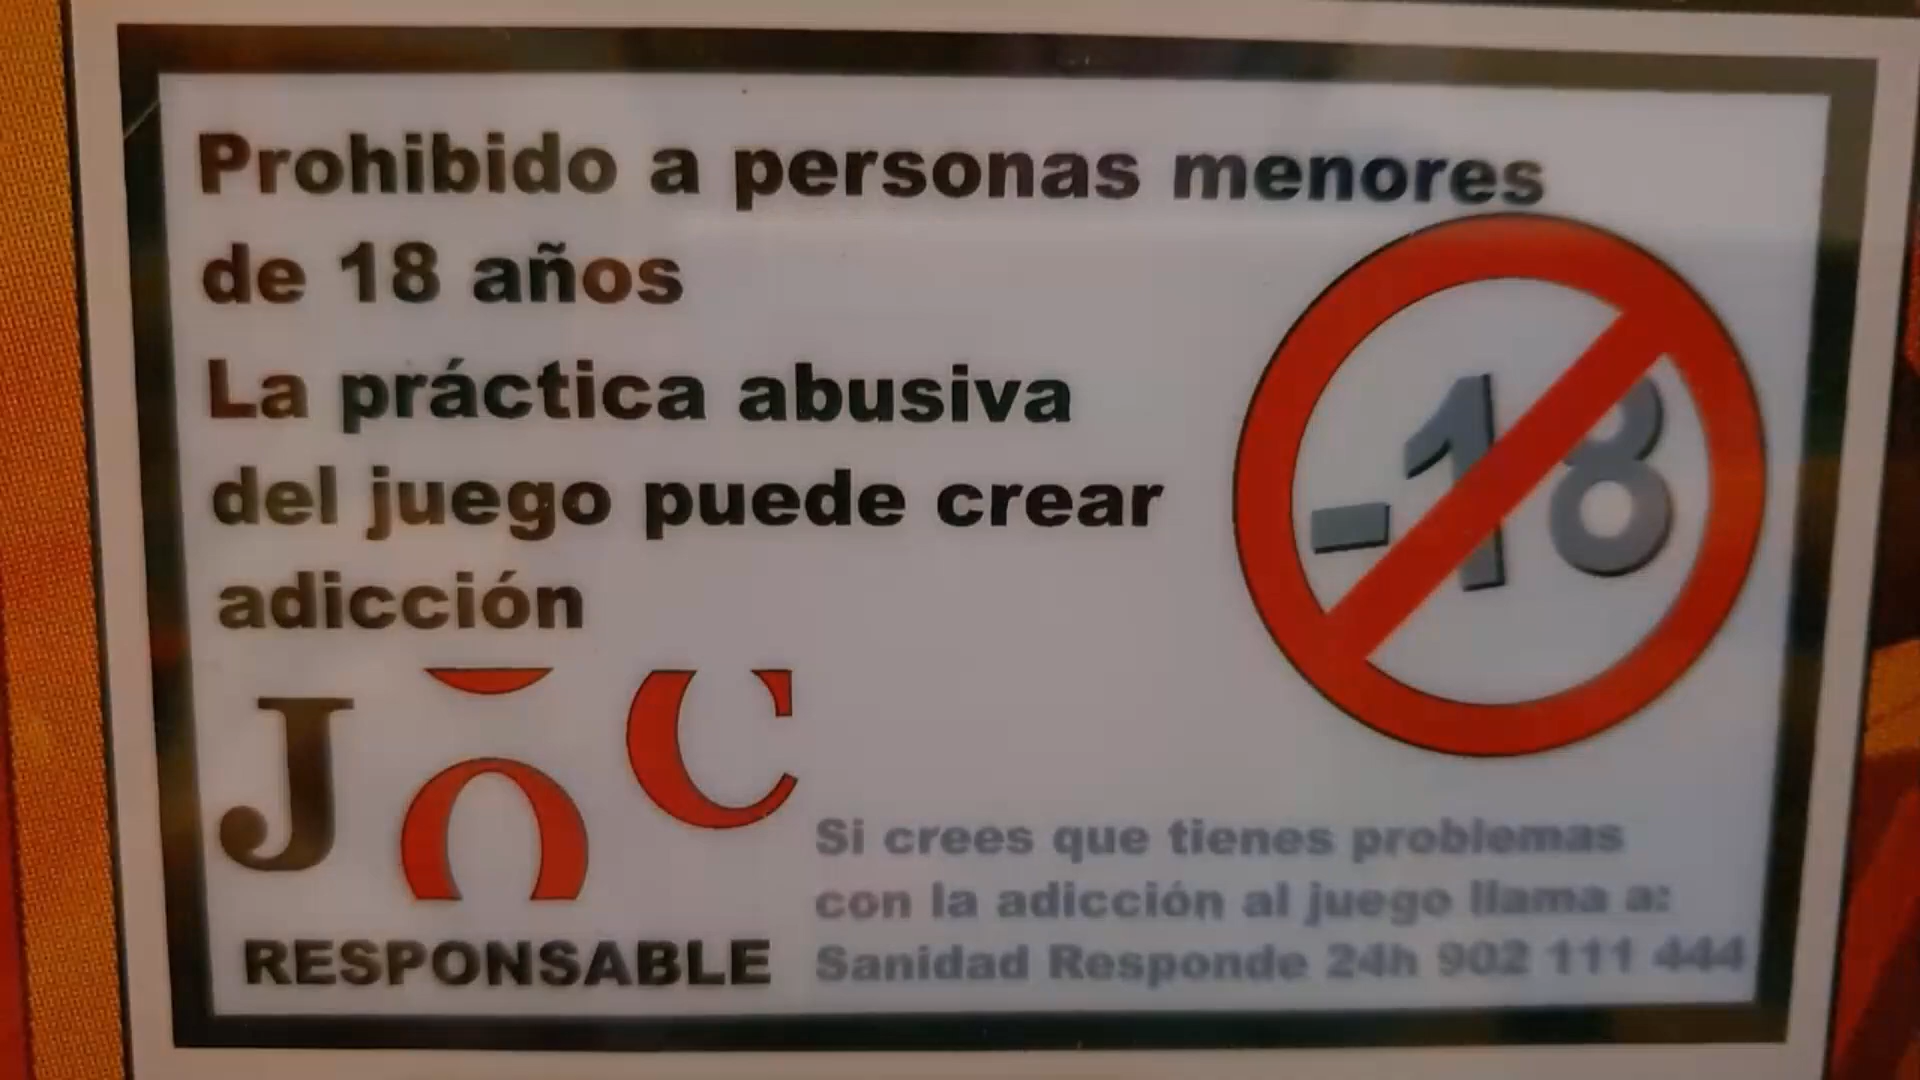 Prohibido a personas menores
de 18 años
La práctica abusiva
del juego puede crear
adicción
-18
JOC
RESPONSABLE
Si crees que tienes problemas
con la adicción al juego llama a:
Sanidad Responde 24h 902 111 444